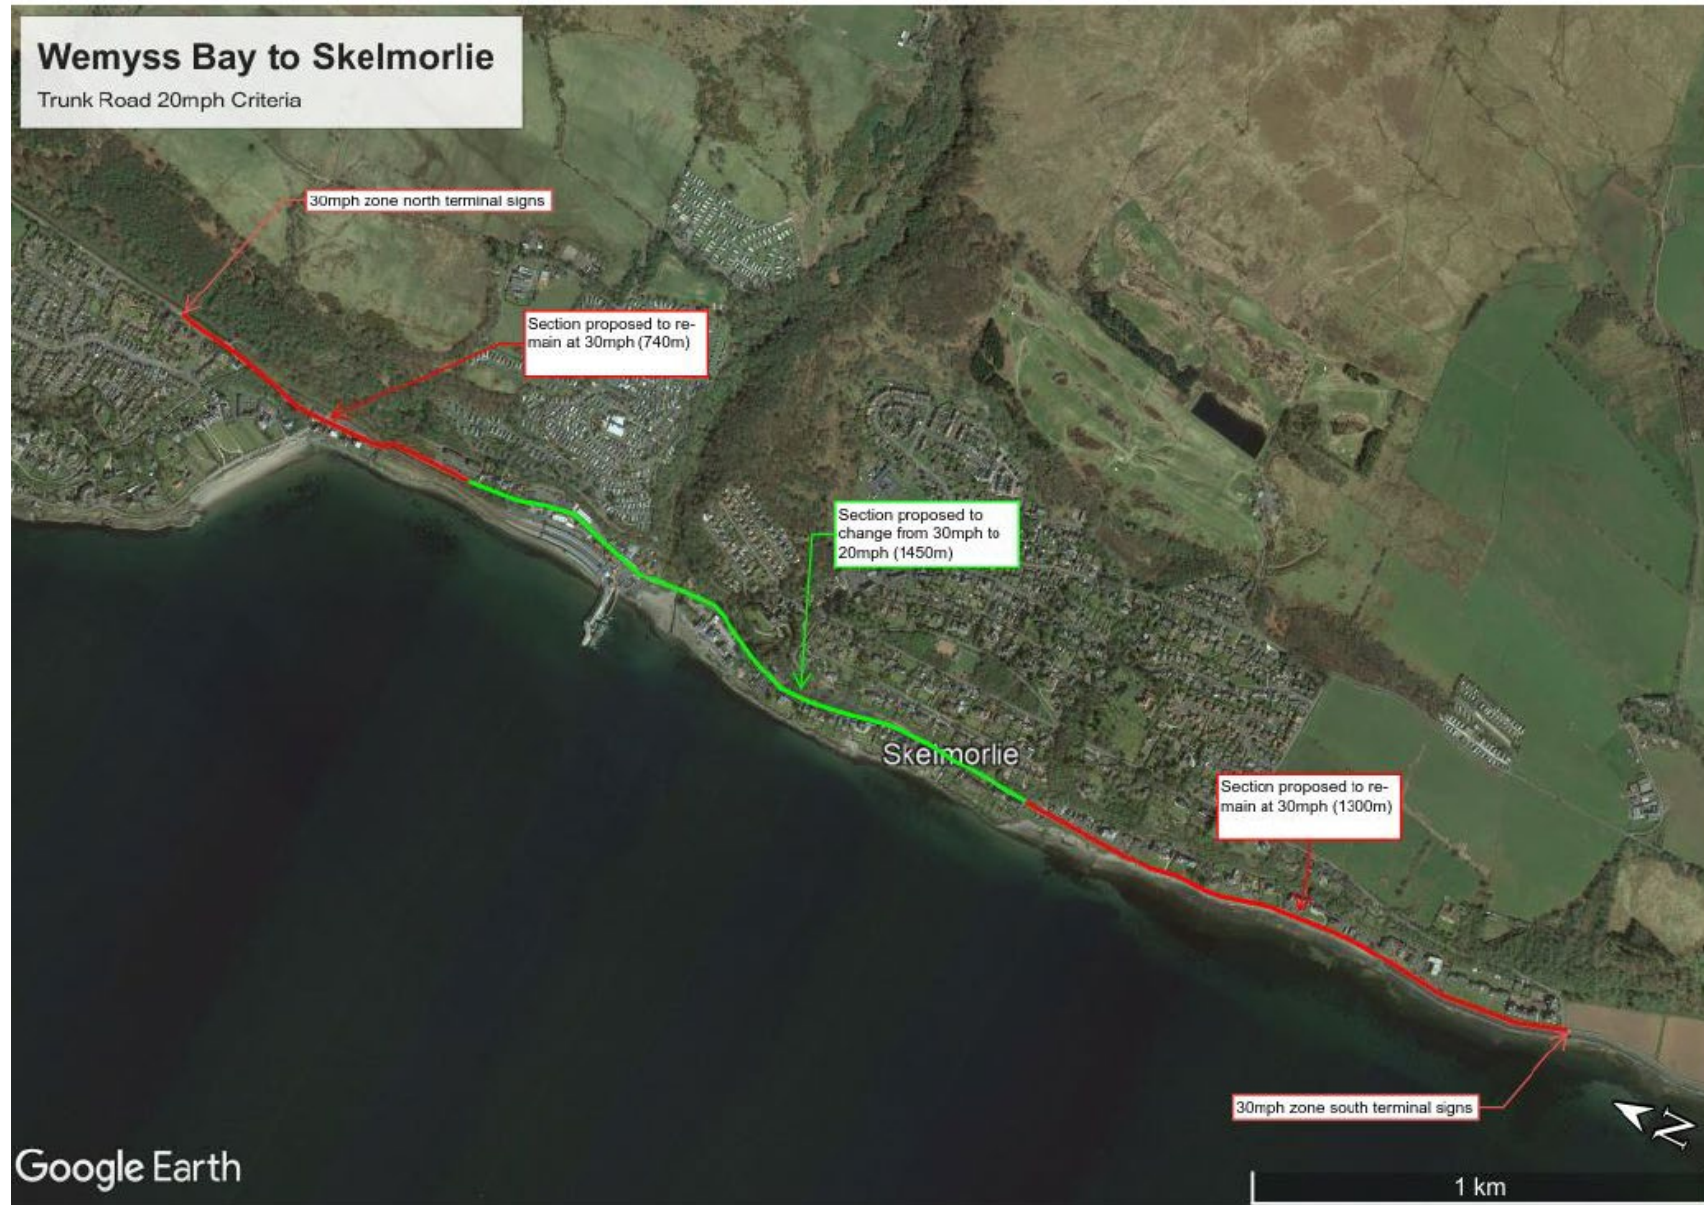 Wemyss Bay to Skelmorlie
Trunk Road 20mph Criteria
30mph zone north terminal signs
Section proposed to re-
main at 30mph (740m)
Section proposed to
change from 30mph to
20mph (1450m)
Skelmorlie
Section proposed to re-
main at 30mph (1300m)
30mph zone south terminal signs
N
Google Earth
1 km